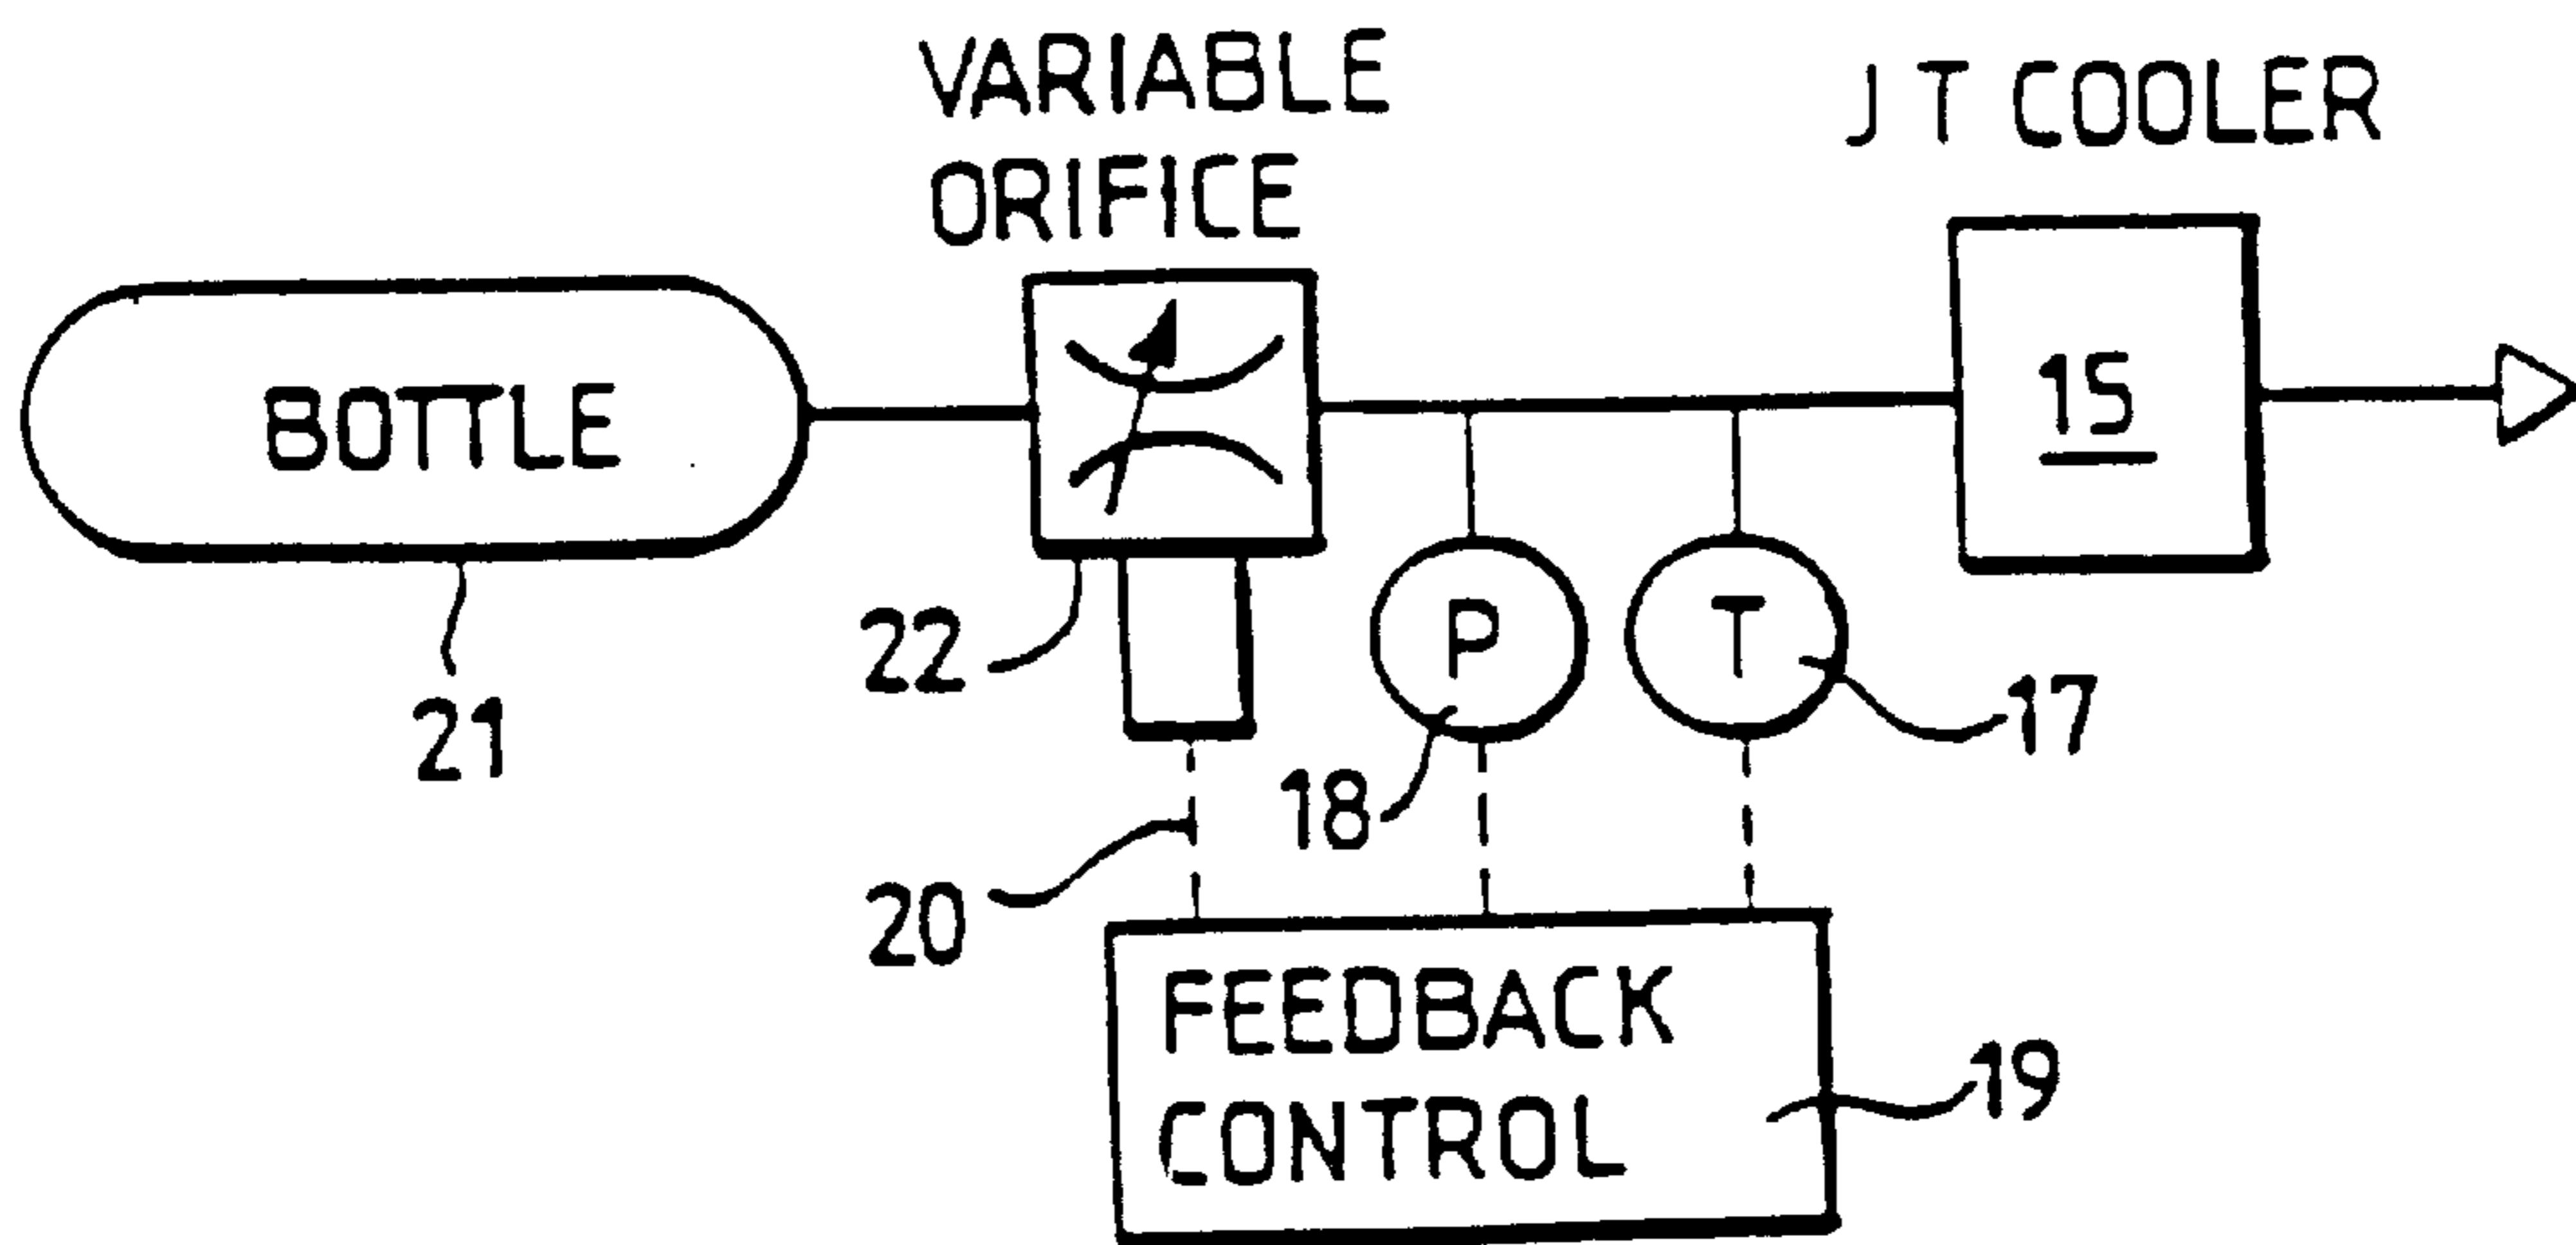 VARIABLE
ORIFICE
J T COOLER
BOTTLE
15
22
P
T
21
18
17
20
FEEDBACK
CONTROL
19